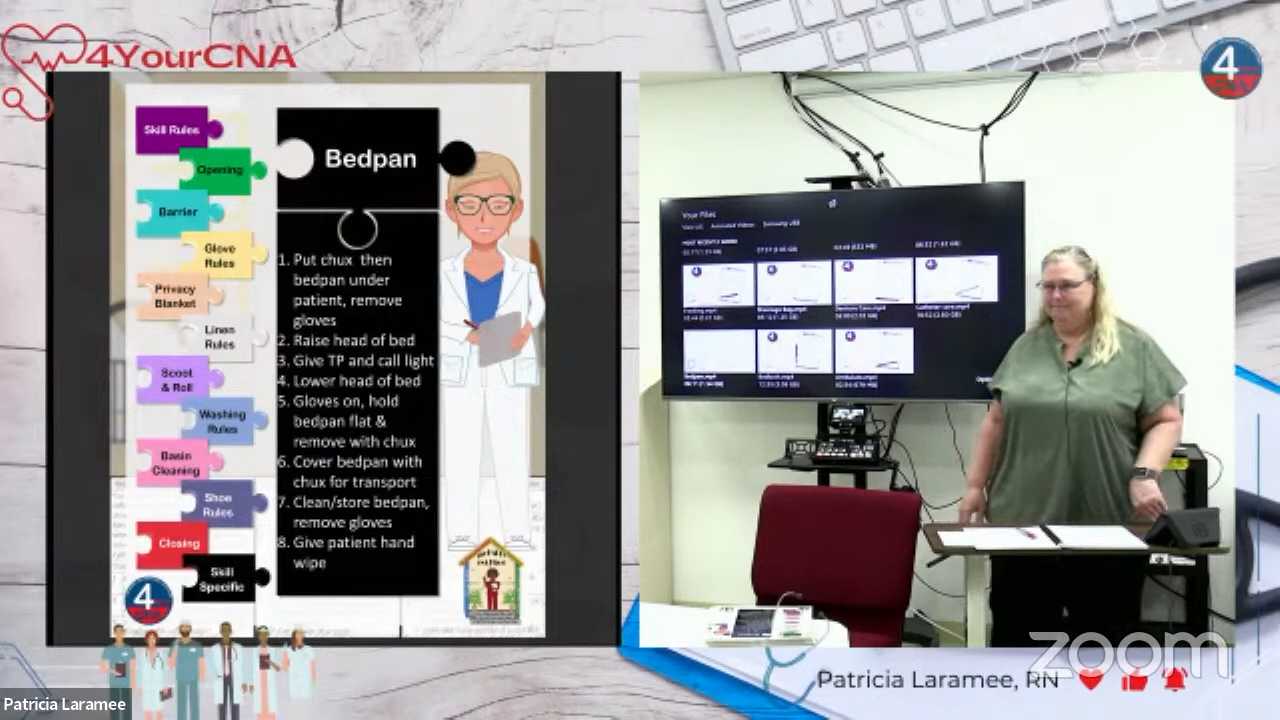 4YourCNA
4
Skill Rules
Opening
Barrier
Glove
Rules
Privacy
Blanket
Linen
Rules
Scoot
& Roll
Washing
Rules
Basin
Cleaning
Shoe
Rules
Closing
Skill
Specific
4
Bedpan
1. Put chux then
bedpan under
patient, remove
gloves
2. Raise head of bed
3. Give TP and call light
4. Lower head of bed
5. Gloves on, hold
bedpan flat &
remove with chux
6. Cover bedpan with
chux for transport
7. Clean/store bedpan,
remove gloves
8. Give patient hand
wipe
Your Files
zoom
Patricia Laramee, RN
Patricia Laramee